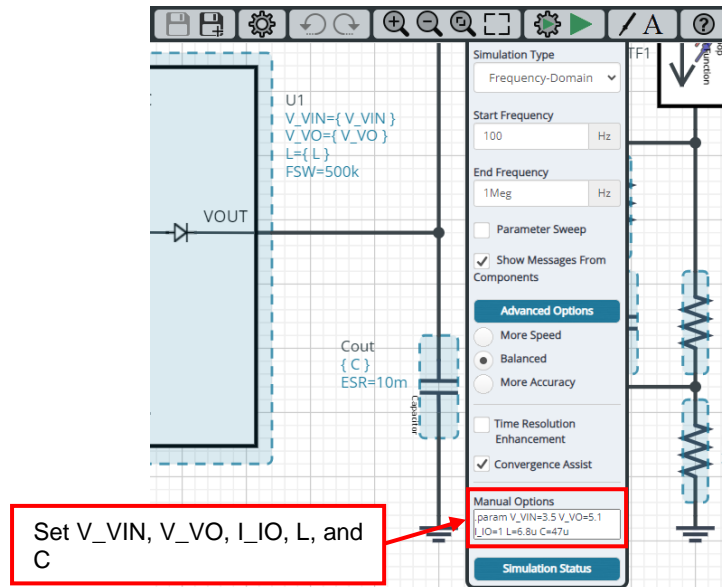 A
?
Simulation Type
Frequency-Domain
TF1
Function
U1
V_VIN={ V_VIN }
V_VO={ V_VO }
L={ L }
FSW=500k
Start Frequency
100 Hz
End Frequency
1Meg Hz
VOUT
Parameter Sweep
Show Messages From
Components
Advanced Options
More Speed
Balanced
More Accuracy
Cout
{ C }
ESR=10m
Capacitor
Time Resolution
Enhancement
Convergence Assist
Manual Options
.param V_VIN=3.5 V_VO=5.1
I_IO=1 L=6.8u C=47u
Set V_VIN, V_VO, I_IO, L, and
C
Simulation Status